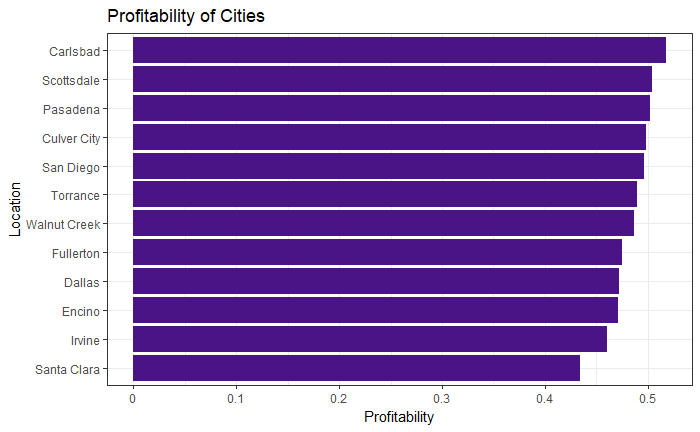 Profitability of Cities
Location
Carlsbad
Scottsdale
Pasadena
Culver City
San Diego
Torrance
Walnut Creek
Fullerton
Dallas
Encino
Irvine
Santa Clara
0 0.1 0.2 0.3 0.4 0.5
Profitability